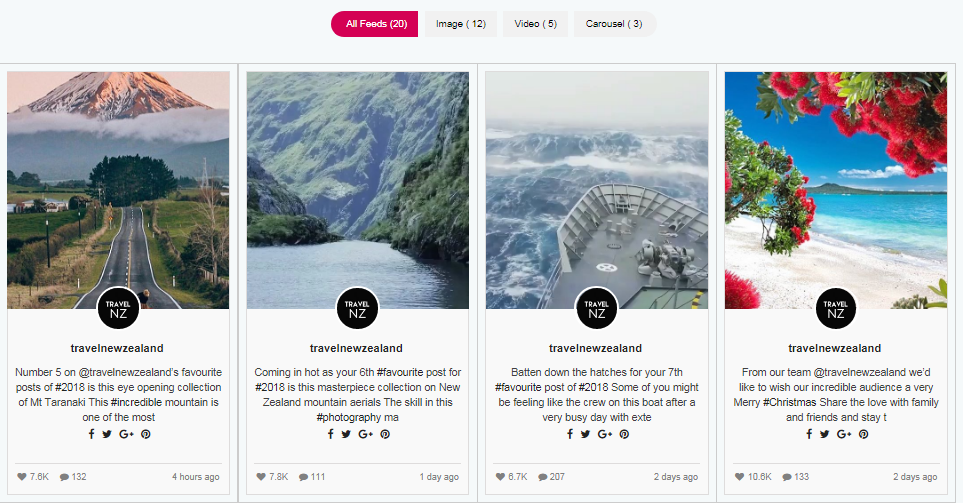 All Feeds (20)
Image ( 12)
Video ( 5)
Carousel ( 3)
TRAVEL
NZ
travelnewzealand
Number 5 on @travelnewzealand's favourite
posts of #2018 is this eye opening collection
of Mt Taranaki This #incredible mountain is
one of the most
7.6K
132
4 hours ago
TRAVEL
NZ
travelnewzealand
Coming in hot as your 6th #favourite post for
#2018 is this masterpiece collection on New
Zealand mountain aerials The skill in this
#photography ma
7.8K
111
1 day ago
TRAVEL
NZ
travelnewzealand
Batten down the hatches for your 7th
#favourite post of #2018 Some of you might
be feeling like the crew on this boat after a
very busy day with exte
6.7K
207
2 days ago
TRAVEL
NZ
travelnewzealand
From our team @travelnewzealand we'd
like to wish our incredible audience a very
Merry #Christmas Share the love with family
and friends and stay t
10.6K
133
2 days ago